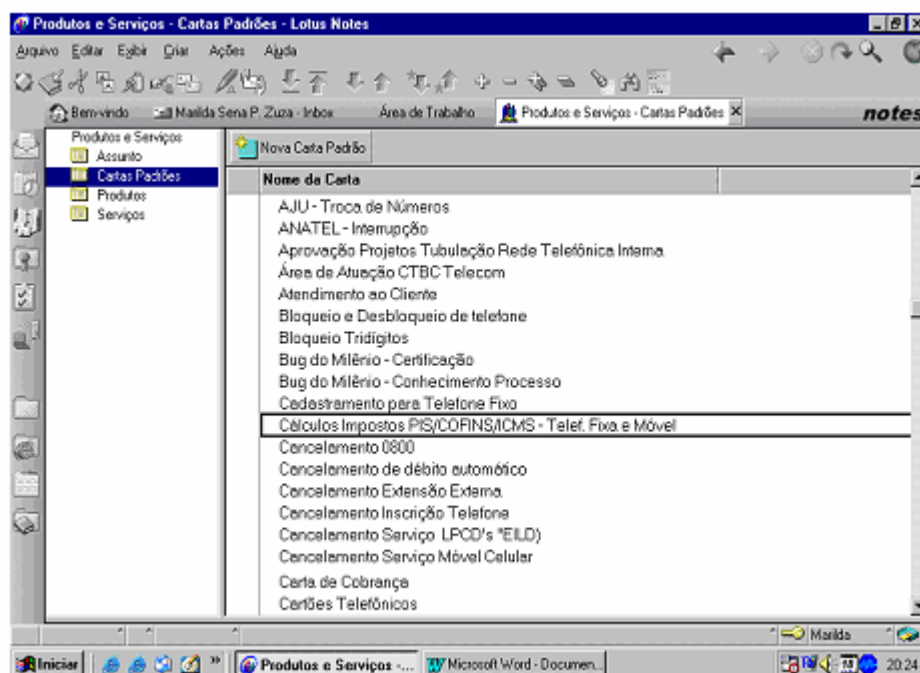 Produtos e Serviços - Cartas Padrões - Lotus Notes
Arquivo Editar Exibir Criar Ações Ajuda
Bem-vindo Marilda Sena P. Zuza - Inbox Área de Trabalho Produtos e Serviços - Cartas Padrões notes
Produtos e Serviços
Assunto
Cartas Padrões
Produtos
Serviços
Nova Carta Padrão
Nome da Carta
AJU - Troca de Números
ANATEL - Interrupção
Aprovação Projetos Tubulação Rede Telefônica Interna
Área de Atuação CTBC Telecom
Atendimento ao Cliente
Bloqueio e Desbloqueio de telefone
Bloqueio Tridígitos
Bug do Milênio - Certificação
Bug do Milênio - Conhecimento Processo
Cadastramento para Telefone Fixo
Cálculos Impostos PIS/COFINS/ICMS - Telef. Fixa e Móvel
Cancelamento 0800
Cancelamento de débito automático
Cancelamento Extensão Externa
Cancelamento Inscrição Telefone
Cancelamento Serviço LPCD's "EILD)
Cancelamento Serviço Móvel Celular
Carta de Cobrança
Cartões Telefônicos
Marilda
Iniciar Produtos e Serviços -... Microsoft Word - Documen... 20:24